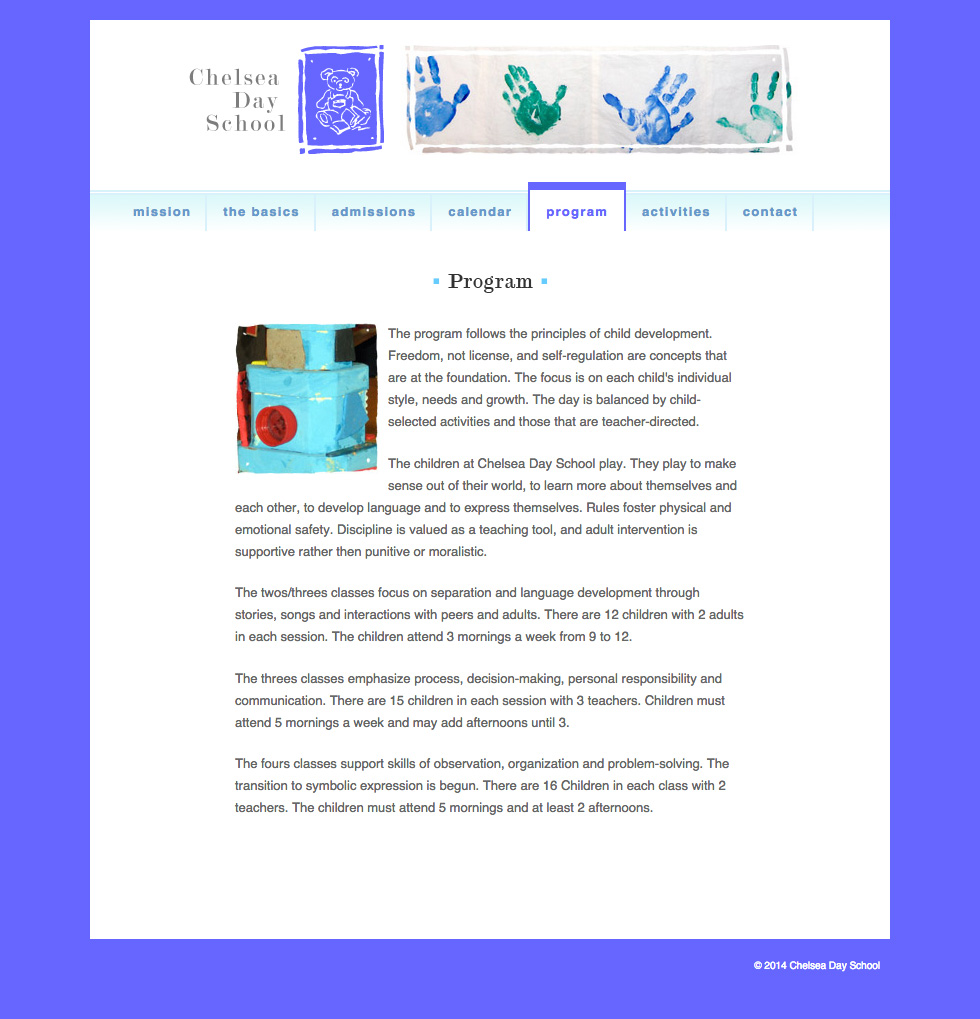 Chelsea
Day
School
mission
the basics
admissions
calendar
program
activities
contact
Program
The program follows the principles of child development.
Freedom, not license, and self-regulation are concepts that
are at the foundation. The focus is on each child's individual
style, needs and growth. The day is balanced by child-
selected activities and those that are teacher-directed.
The children at Chelsea Day School play. They play to make
sense out of their world, to learn more about themselves and
each other, to develop language and to express themselves. Rules foster physical and
emotional safety. Discipline is valued as a teaching tool, and adult intervention is
supportive rather then punitive or moralistic.
The twos/threes classes focus on separation and language development through
stories, songs and interactions with peers and adults. There are 12 children with 2 adults
in each session. The children attend 3 mornings a week from 9 to 12.
The threes classes emphasize process, decision-making, personal responsibility and
communication. There are 15 children in each session with 3 teachers. Children must
attend 5 mornings a week and may add afternoons until 3.
The fours classes support skills of observation, organization and problem-solving. The
transition to symbolic expression is begun. There are 16 Children in each class with 2
teachers. The children must attend 5 mornings and at least 2 afternoons.
© 2014 Chelsea Day School